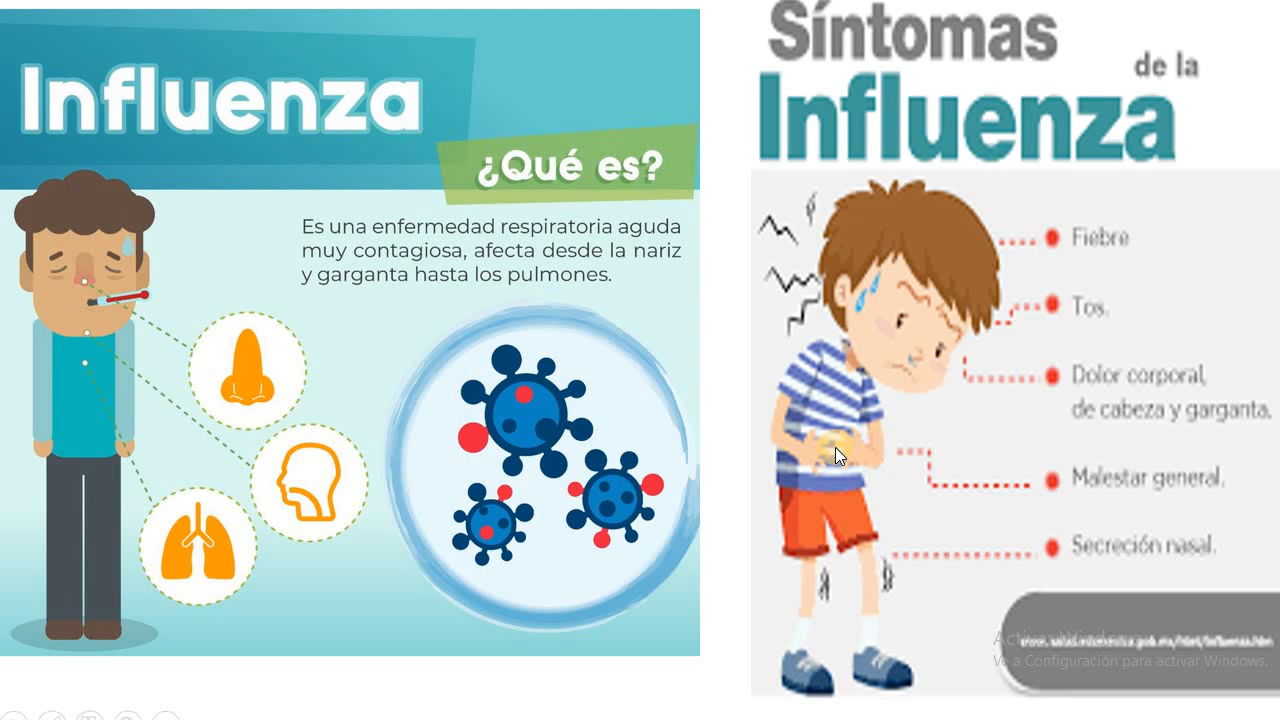 Influenza
¿Qué es?
Es una enfermedad respiratoria aguda
muy contagiosa, afecta desde la nariz
y garganta hasta los pulmones.
Síntomas
de la
Influenza
Fiebre
Tos.
Dolor corporal,
de cabeza y garganta.
Malestar general.
Secreción nasal.
Activar Windows
Ve a Configuración para activar Windows.